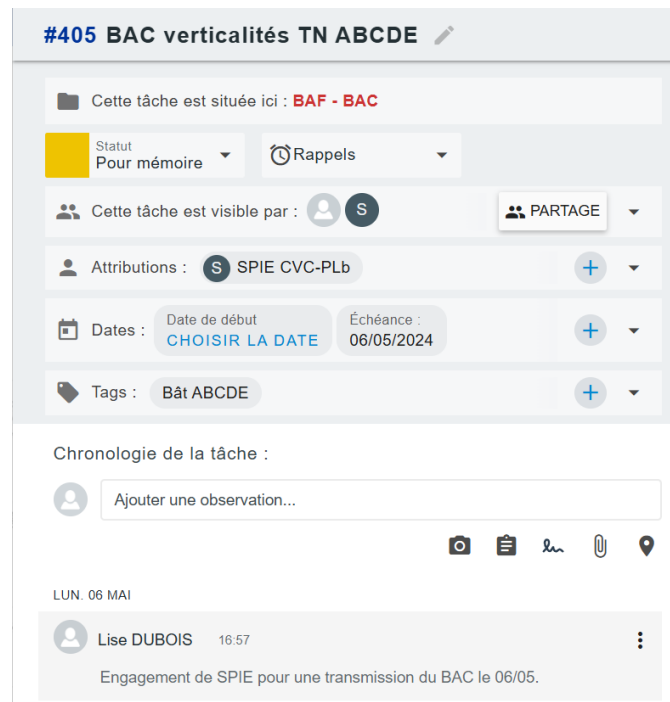 #405 BAC verticalités TN ABCDE
Cette tâche est située ici : BAF - BAC
Statut
Pour mémoire
Rappels
Cette tâche est visible par : S PARTAGE
Attributions : S SPIE CVC-PLb
Dates : Date de début Échéance :
CHOISIR LA DATE 06/05/2024
Tags : Bât ABCDE
Chronologie de la tâche :
Ajouter une observation...
LUN. 06 MAI
Lise DUBOIS 16:57
Engagement de SPIE pour une transmission du BAC le 06/05.